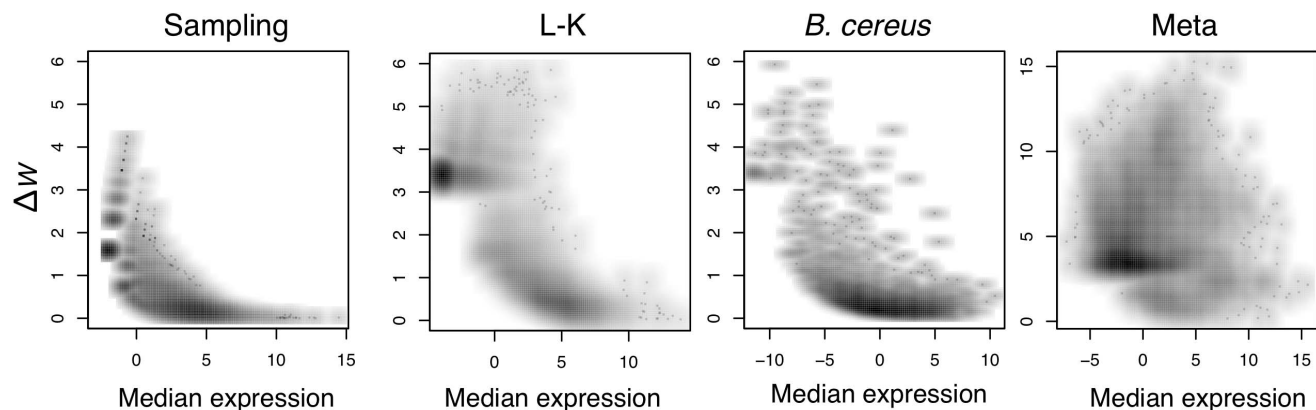 Sampling L-K B. cereus Meta
Δw
6 5 4 3 2 1 0
6 5 4 3 2 1 0
6 5 4 3 2 1 0
15 10 5 0
0 5 10 15
0 5 10
−10 −5 0 5 10
−5 0 5 10 15
Median expression Median expression Median expression Median expression